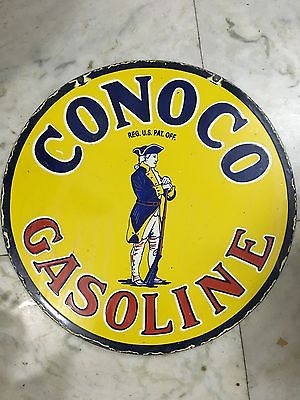 CONOCO
REG. U.S. PAT. OFF.
GASOLINE